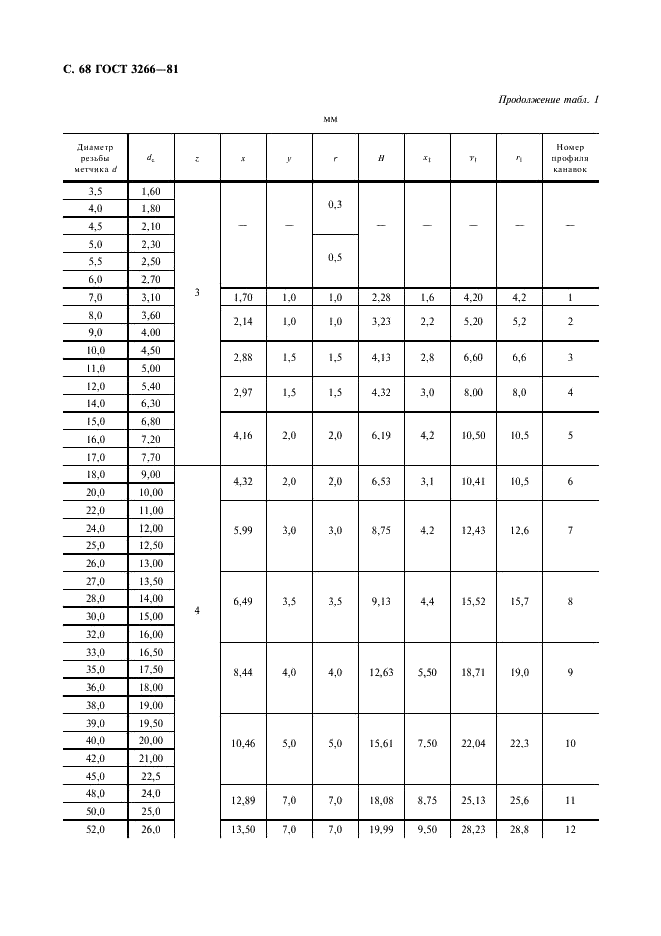 С. 68 ГОСТ 3266—81
Продолжение табл. 1
мм
Диаметр резьбы метчика d | dс | z | x | y | r | H | x1 | y1 | r1 | Номер профиля канавок
3,5 | 1,60 | 3 | — | — | 0,3 | — | — | — | — | —
4,0 | 1,80
4,5 | 2,10
5,0 | 2,30 | 0,5
5,5 | 2,50
6,0 | 2,70
7,0 | 3,10 | 1,70 | 1,0 | 1,0 | 2,28 | 1,6 | 4,20 | 4,2 | 1
8,0 | 3,60 | 2,14 | 1,0 | 1,0 | 3,23 | 2,2 | 5,20 | 5,2 | 2
9,0 | 4,00
10,0 | 4,50 | 2,88 | 1,5 | 1,5 | 4,13 | 2,8 | 6,60 | 6,6 | 3
11,0 | 5,00
12,0 | 5,40 | 2,97 | 1,5 | 1,5 | 4,32 | 3,0 | 8,00 | 8,0 | 4
14,0 | 6,30
15,0 | 6,80 | 4,16 | 2,0 | 2,0 | 6,19 | 4,2 | 10,50 | 10,5 | 5
16,0 | 7,20
17,0 | 7,70
18,0 | 9,00 | 4 | 4,32 | 2,0 | 2,0 | 6,53 | 3,1 | 10,41 | 10,5 | 6
20,0 | 10,00
22,0 | 11,00 | 5,99 | 3,0 | 3,0 | 8,75 | 4,2 | 12,43 | 12,6 | 7
24,0 | 12,00
25,0 | 12,50
26,0 | 13,00
27,0 | 13,50 | 6,49 | 3,5 | 3,5 | 9,13 | 4,4 | 15,52 | 15,7 | 8
28,0 | 14,00
30,0 | 15,00
32,0 | 16,00
33,0 | 16,50 | 8,44 | 4,0 | 4,0 | 12,63 | 5,50 | 18,71 | 19,0 | 9
35,0 | 17,50
36,0 | 18,00
38,0 | 19,00
39,0 | 19,50 | 10,46 | 5,0 | 5,0 | 15,61 | 7,50 | 22,04 | 22,3 | 10
40,0 | 20,00
42,0 | 21,00
45,0 | 22,5
48,0 | 24,0 | 12,89 | 7,0 | 7,0 | 18,08 | 8,75 | 25,13 | 25,6 | 11
50,0 | 25,0
52,0 | 26,0 | 13,50 | 7,0 | 7,0 | 19,99 | 9,50 | 28,23 | 28,8 | 12